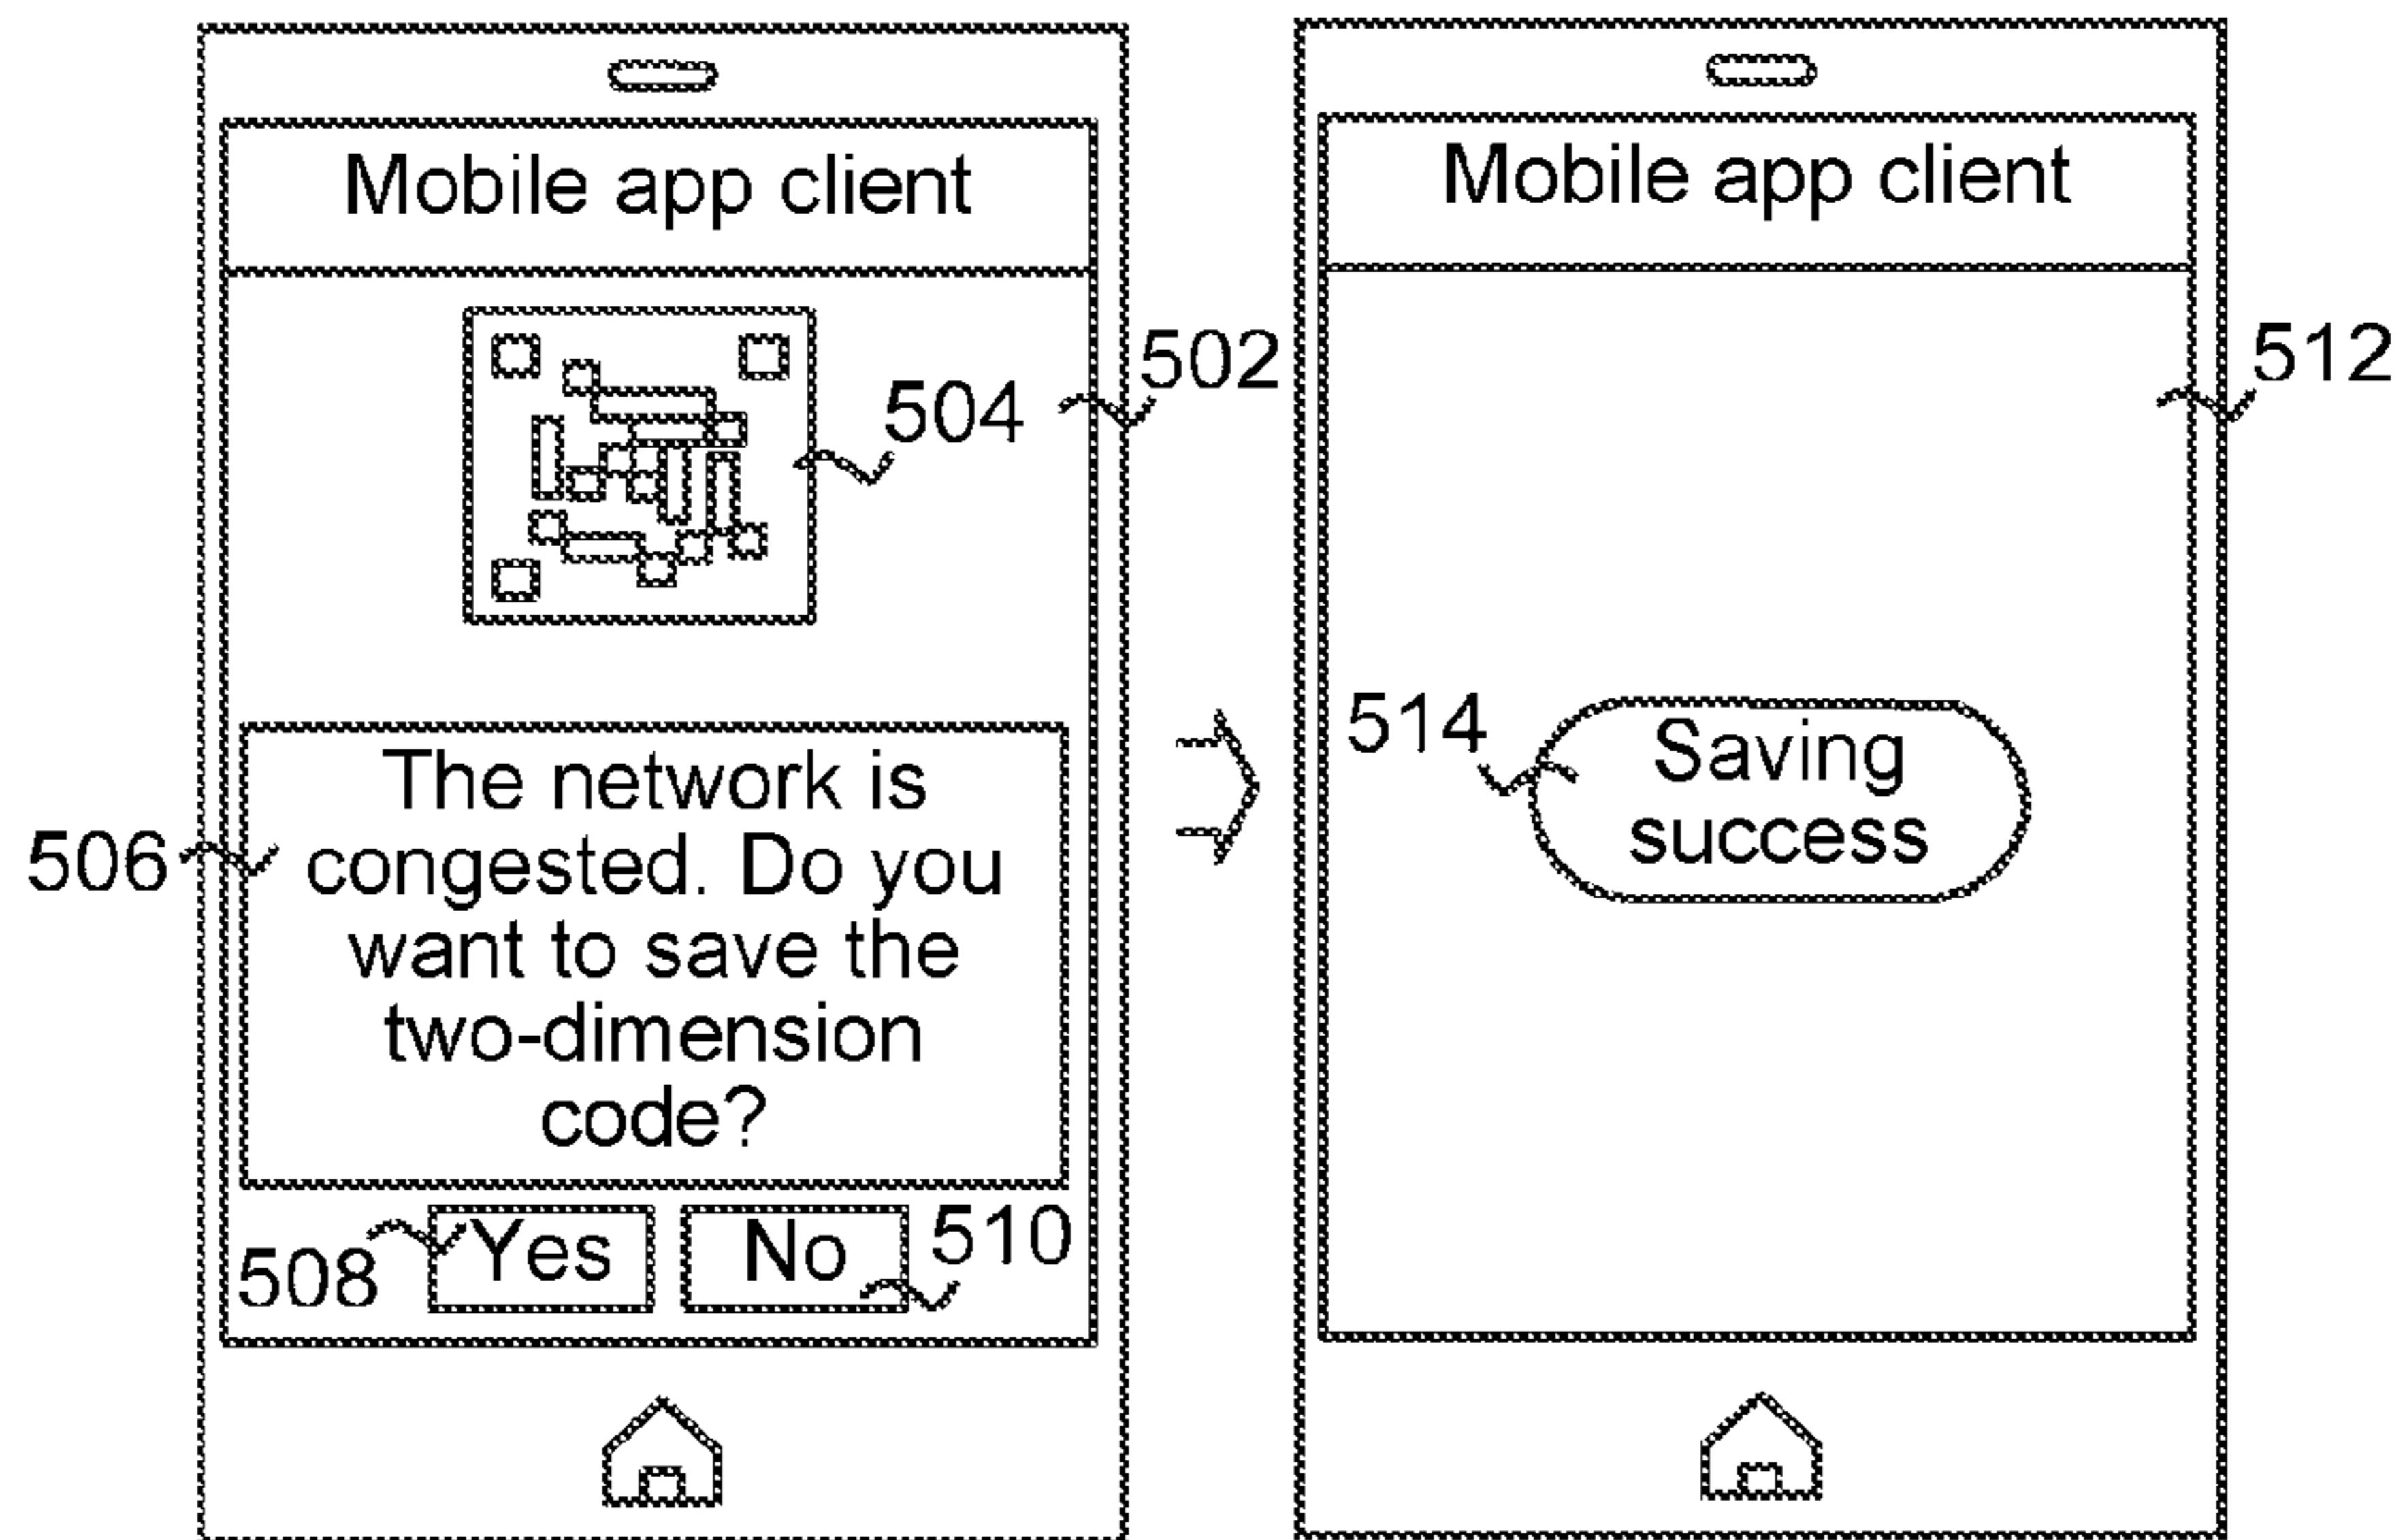 Mobile app client
504
502
506
The network is
congested. Do you
want to save the
two-dimension
code?
508
Yes
No
510
Mobile app client
512
514
Saving
success